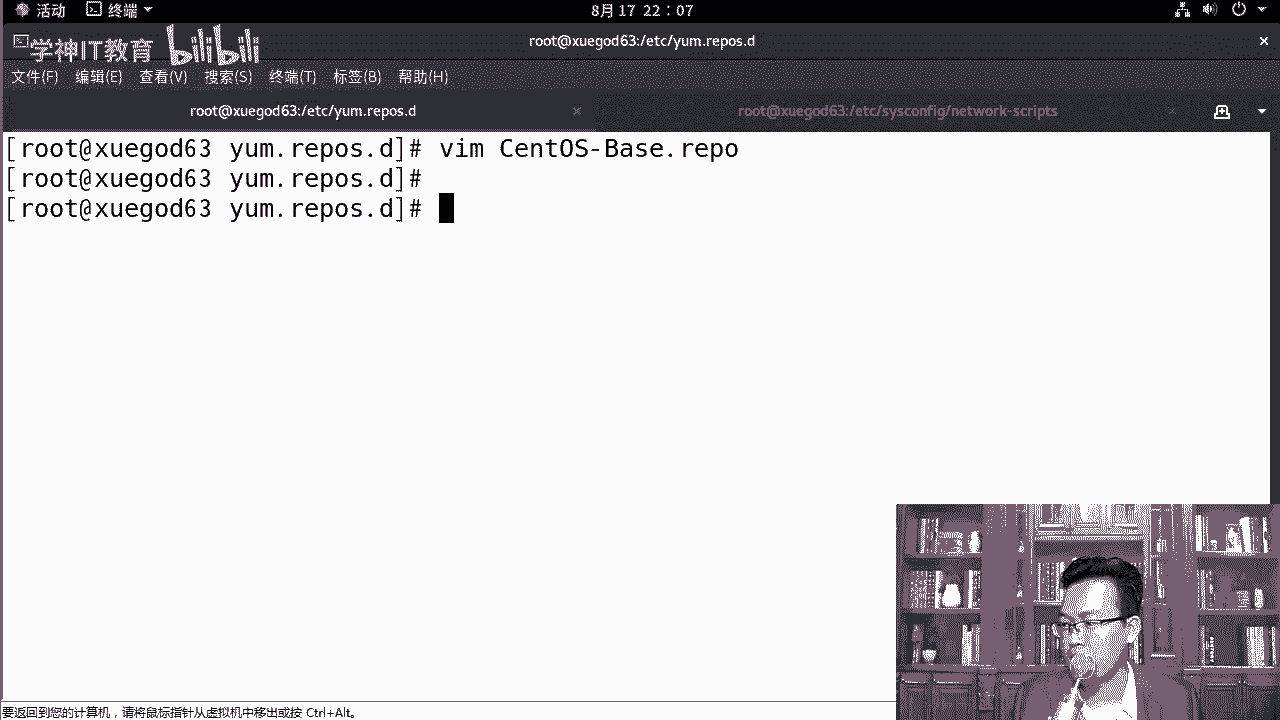 活动 终端 8月 17 22：07
学神IT教育 bilibili
root@xuegod63:/etc/yum.repos.d
文件(F) 编辑(E) 查看(V) 搜索(S) 终端(T) 标签(B) 帮助(H)
root@xuegod63:/etc/yum.repos.d root@xuegod63:/etc/sysconfig/network-scripts
[root@xuegod63 yum.repos.d]# vim CentOS-Base.repo
[root@xuegod63 yum.repos.d]#
[root@xuegod63 yum.repos.d]#
要返回到您的计算机，请将鼠标指针从虚拟机中移出或按 Ctrl+Alt。